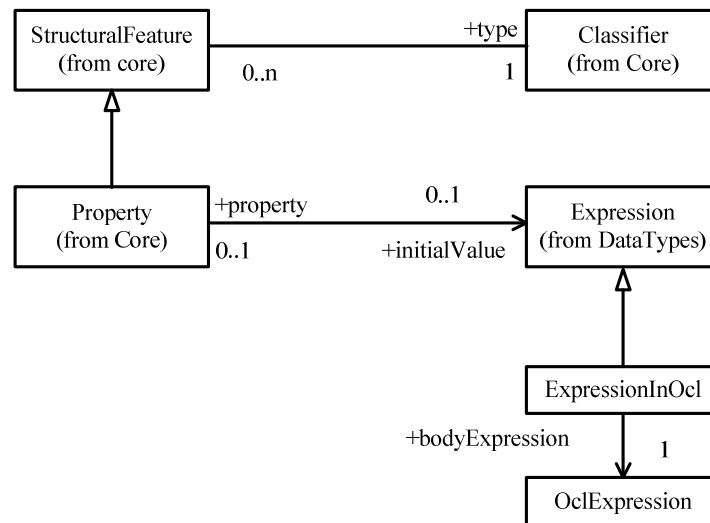 StructuralFeature
(from core)
0..n
+type
1
Classifier
(from Core)
Property
(from Core)
+property
0..1
0..1
+initialValue
Expression
(from DataTypes)
ExpressionInOcl
+bodyExpression
1
OclExpression